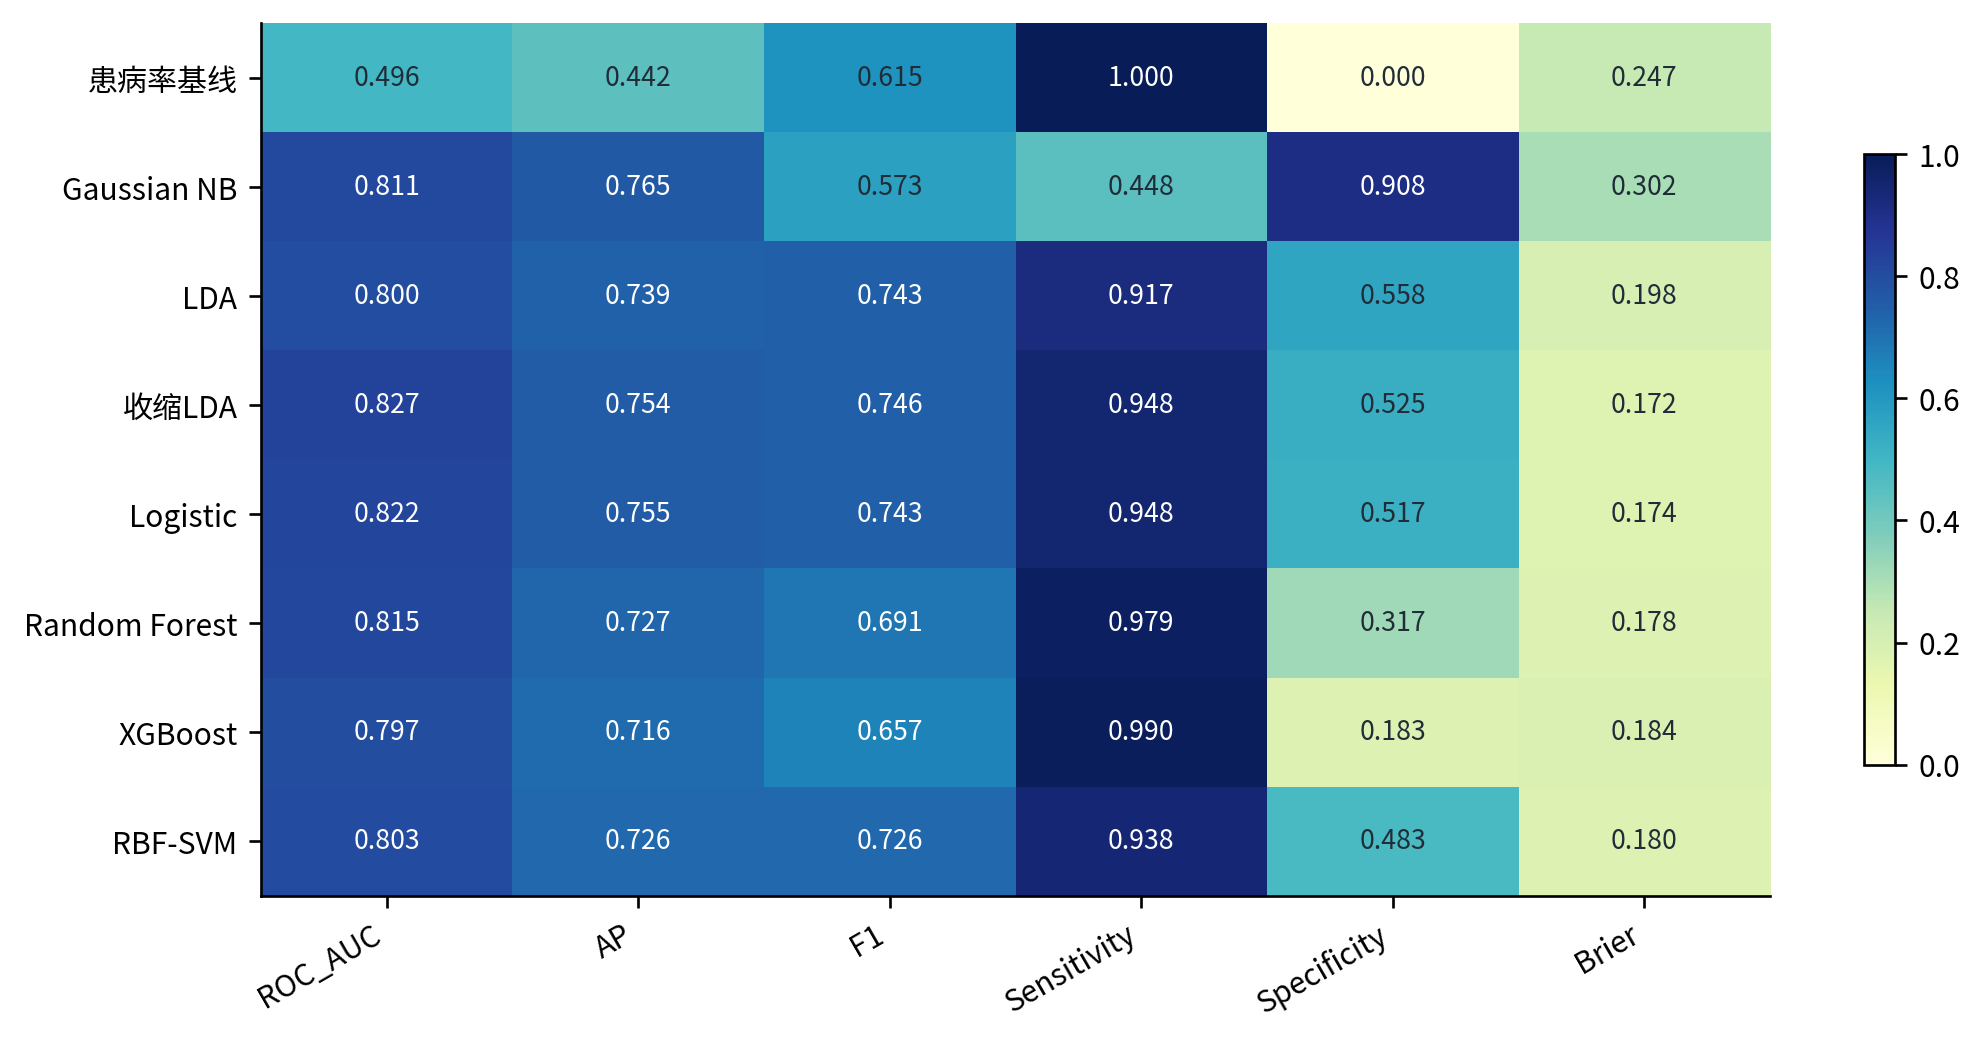 患病率基线 0.496 0.442 0.615 1.000 0.000 0.247
Gaussian NB 0.811 0.765 0.573 0.448 0.908 0.302
LDA 0.800 0.739 0.743 0.917 0.558 0.198
收缩LDA 0.827 0.754 0.746 0.948 0.525 0.172
Logistic 0.822 0.755 0.743 0.948 0.517 0.174
Random Forest 0.815 0.727 0.691 0.979 0.317 0.178
XGBoost 0.797 0.716 0.657 0.990 0.183 0.184
RBF-SVM 0.803 0.726 0.726 0.938 0.483 0.180
ROC_AUC AP F1 Sensitivity Specificity Brier
1.0
0.8
0.6
0.4
0.2
0.0